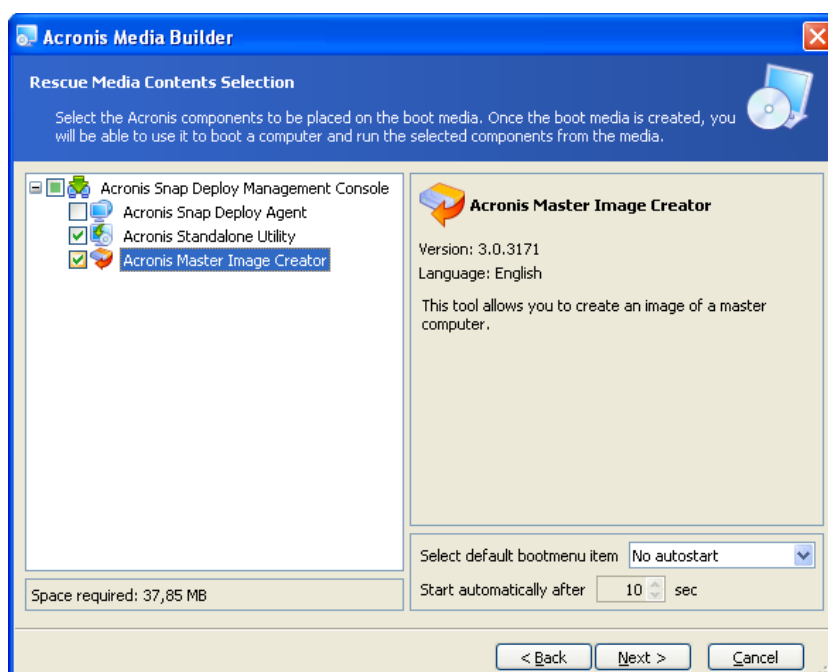 Acronis Media Builder
Rescue Media Contents Selection
Select the Acronis components to be placed on the boot media. Once the boot media is created, you
will be able to use it to boot a computer and run the selected components from the media.
Acronis Snap Deploy Management Console
Acronis Snap Deploy Agent
Acronis Standalone Utility
Acronis Master Image Creator
Space required: 37,85 MB
Acronis Master Image Creator
Version: 3.0.3171
Language: English
This tool allows you to create an image of a master
computer.
Select default bootmenu item No autostart
Start automatically after 10 sec
< Back Next > Cancel